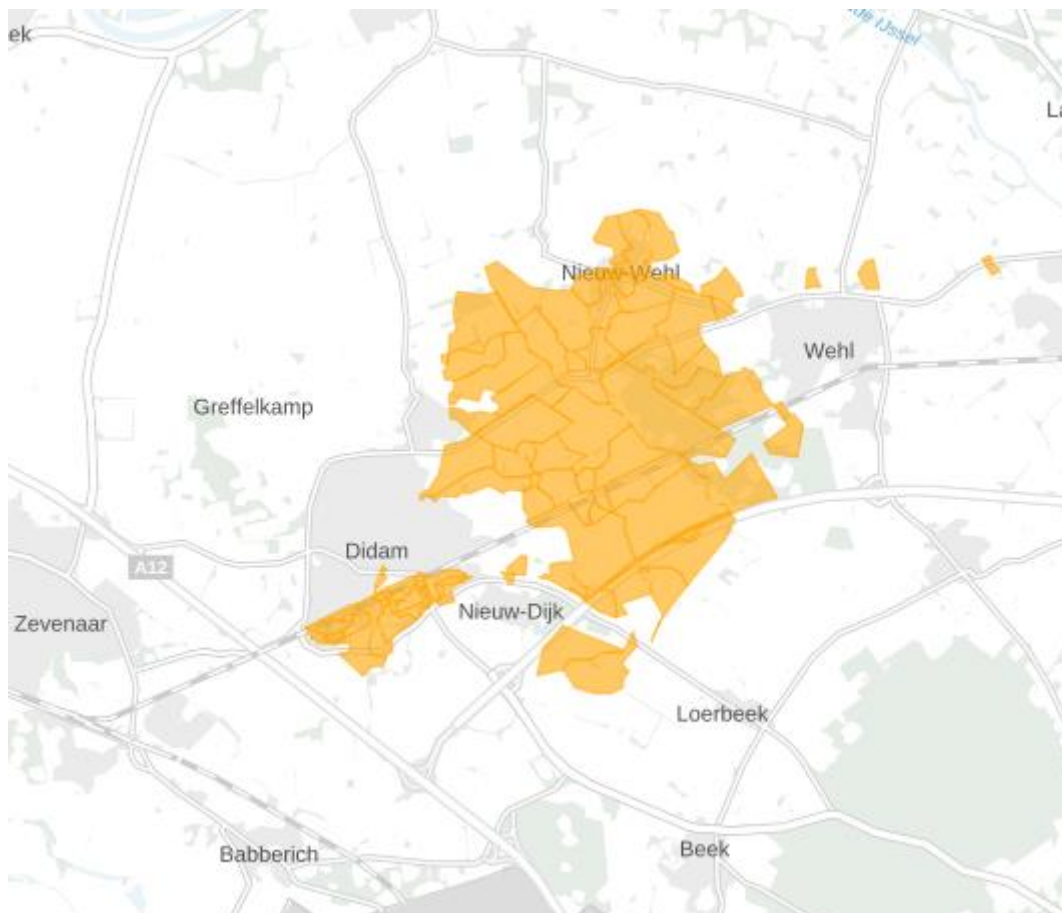 ek
de IJssel
La
Nieuw-Wehl
Wehl
Greffelkamp
Didam
A12
Zevenaar
Nieuw-Dijk
Loerbeek
Babberich
Beek